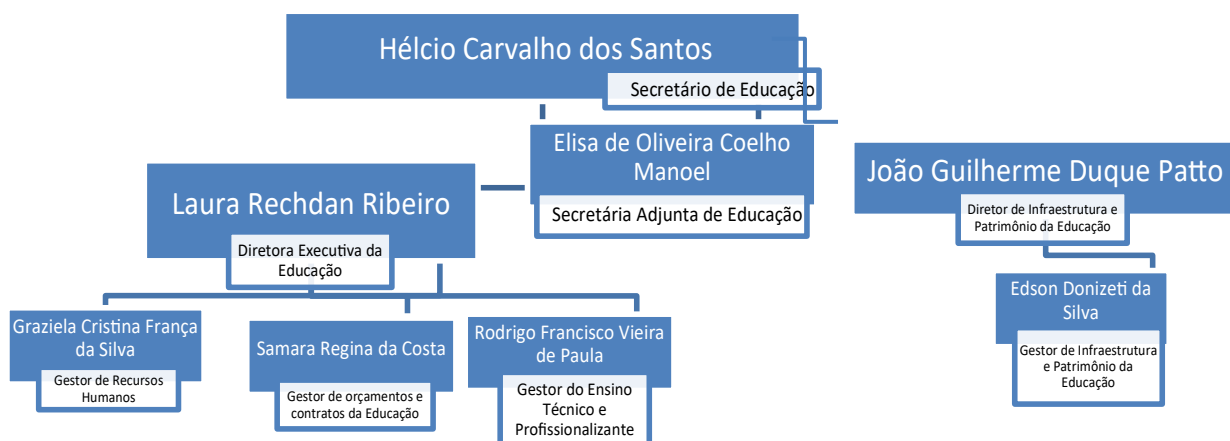 Hélcio Carvalho dos Santos
Secretário de Educação
Elisa de Oliveira Coelho
Manoel
Secretária Adjunta de Educação
João Guilherme Duque Patto
Diretor de Infraestrutura e
Patrimônio da Educação
Laura Rechdan Ribeiro
Diretora Executiva da
Educação
Graziela Cristina França
da Silva
Gestor de Recursos
Humanos
Samara Regina da Costa
Gestor de orçamentos e
contratos da Educação
Rodrigo Francisco Vieira
de Paula
Gestor do Ensino
Técnico e
Profissionalizante
Edson Donizeti da
Silva
Gestor de Infraestrutura
e Patrimônio da
Educação